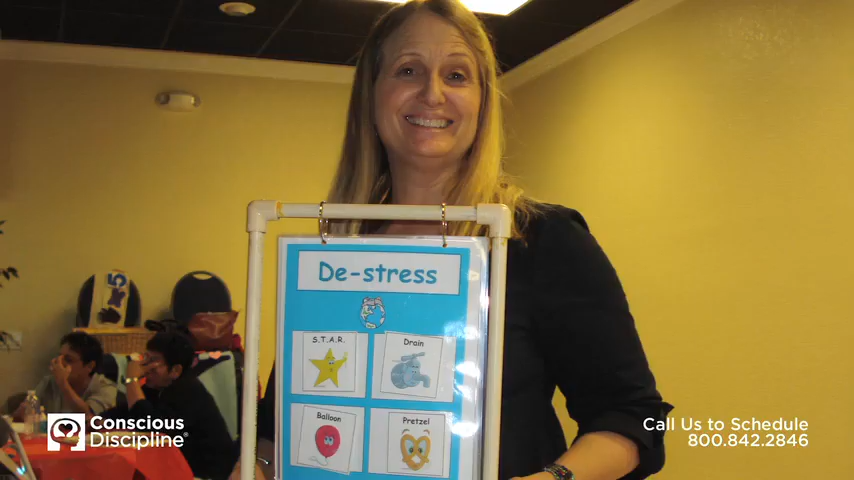 De-stress
S.T.A.R.
Drain
Balloon
Pretzel
Conscious
Discipline®
Call Us to Schedule
800.842.2846